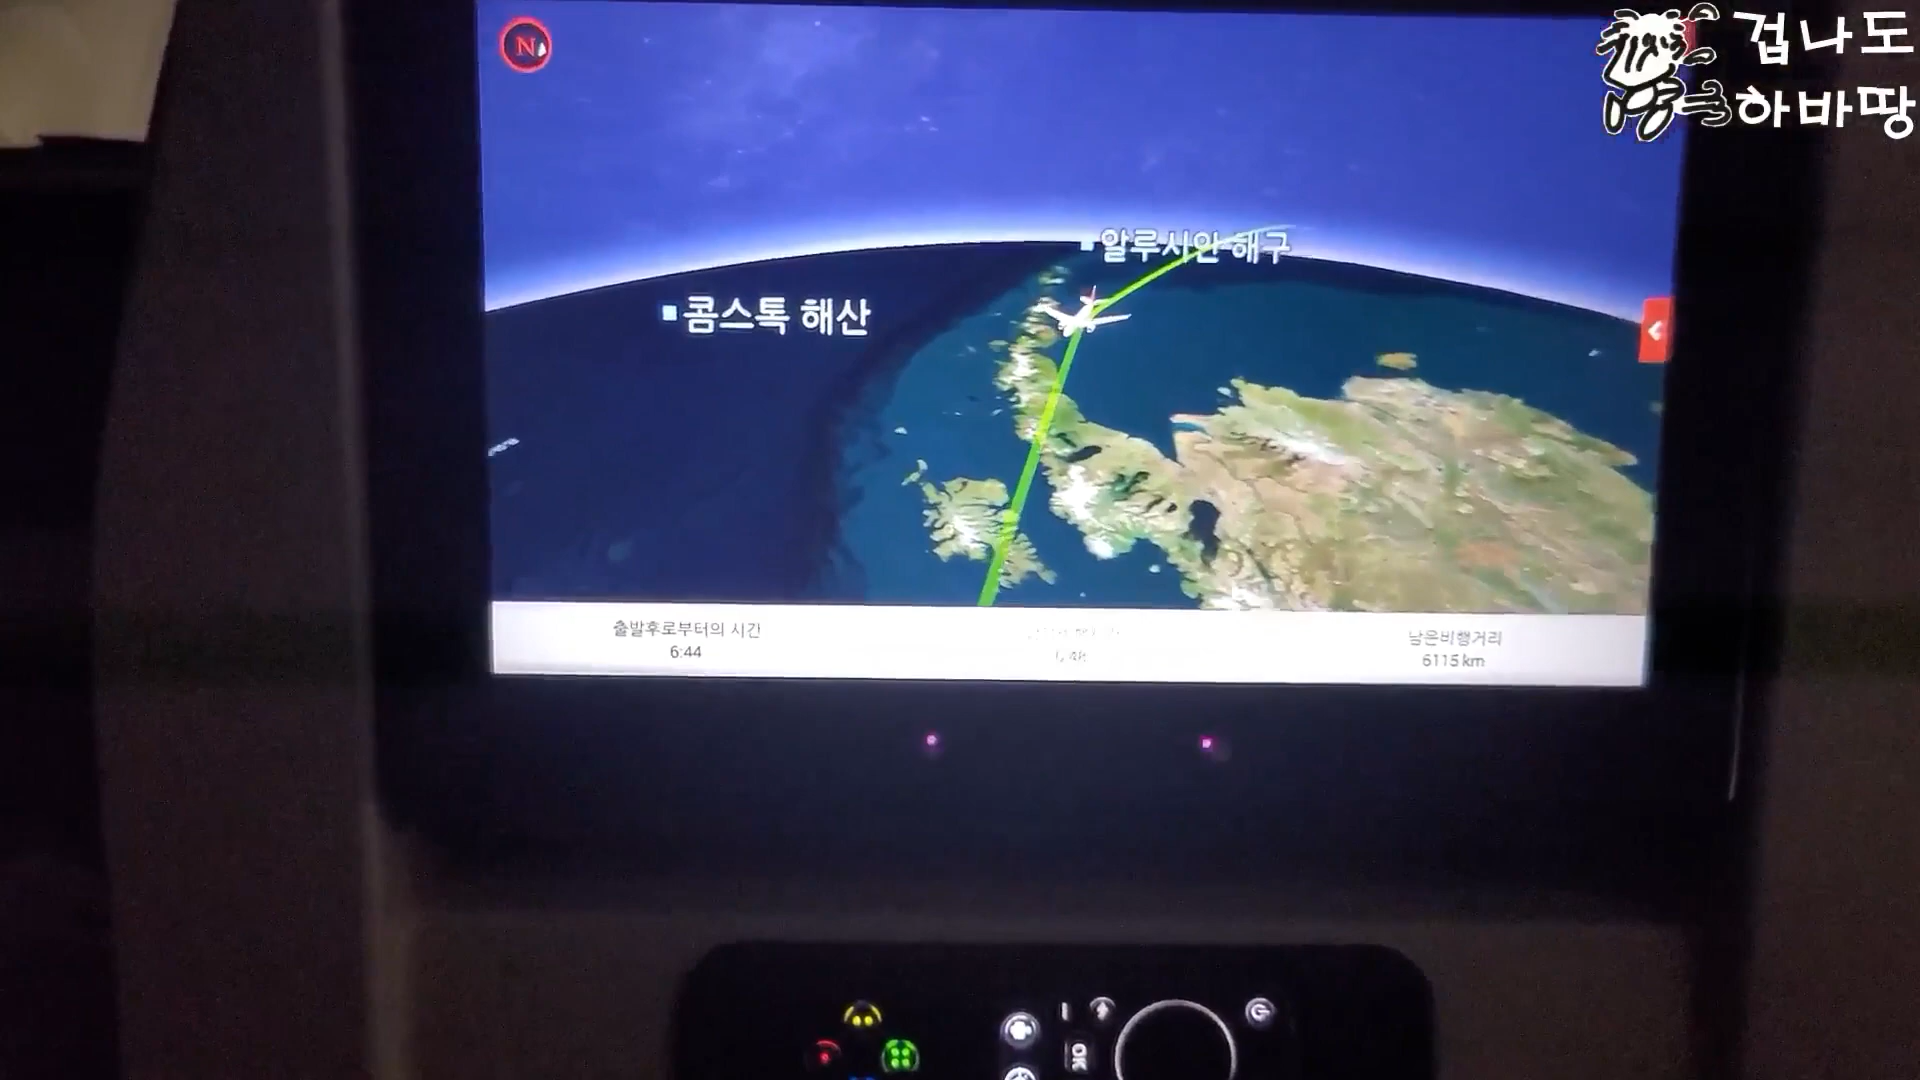 겁나도
하바땅
N
알루시안 해구
콤스톡 해산
출발후로부터의 시간
6:44
남은비행거리
6115 km
OK